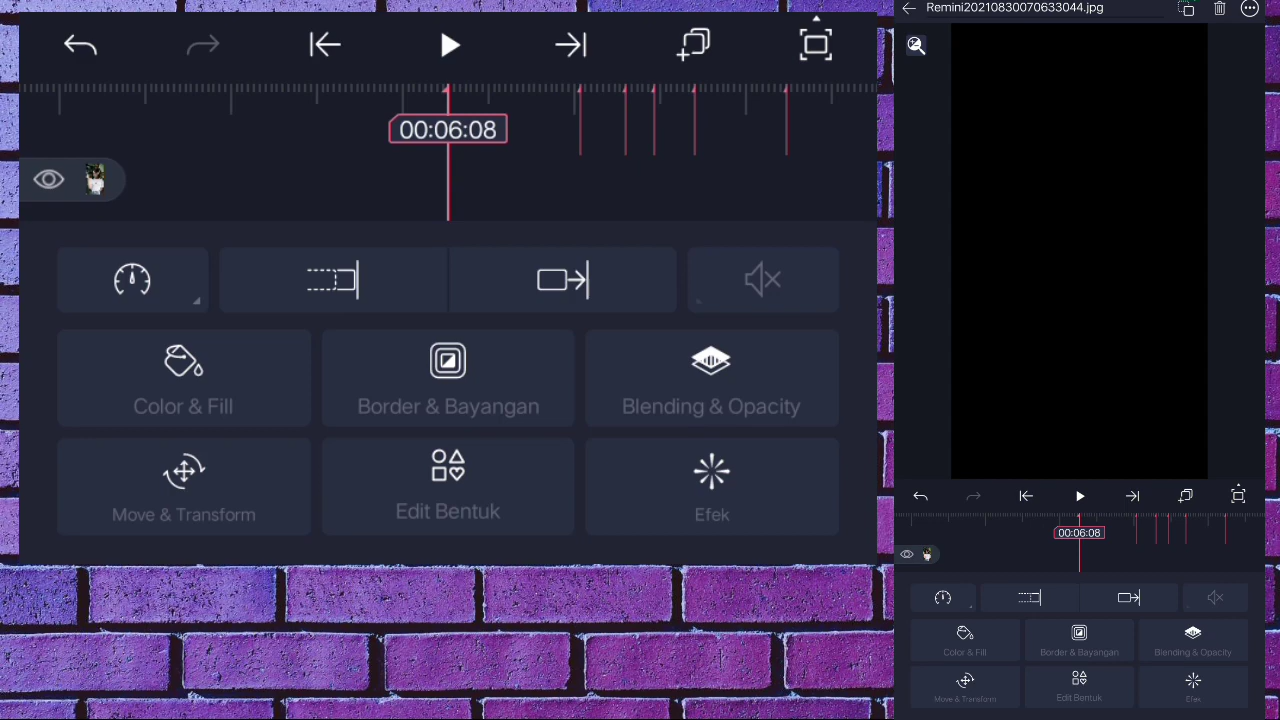 00:06:08
Color & Fill
Border & Bayangan
Blending & Opacity
Move & Transform
Edit Bentuk
Efek
Remini20210830070633044.jpg
00:06:08
Color & Fill
Border & Bayangan
Blending & Opacity
Move & Transform
Edit Bentuk
Efek